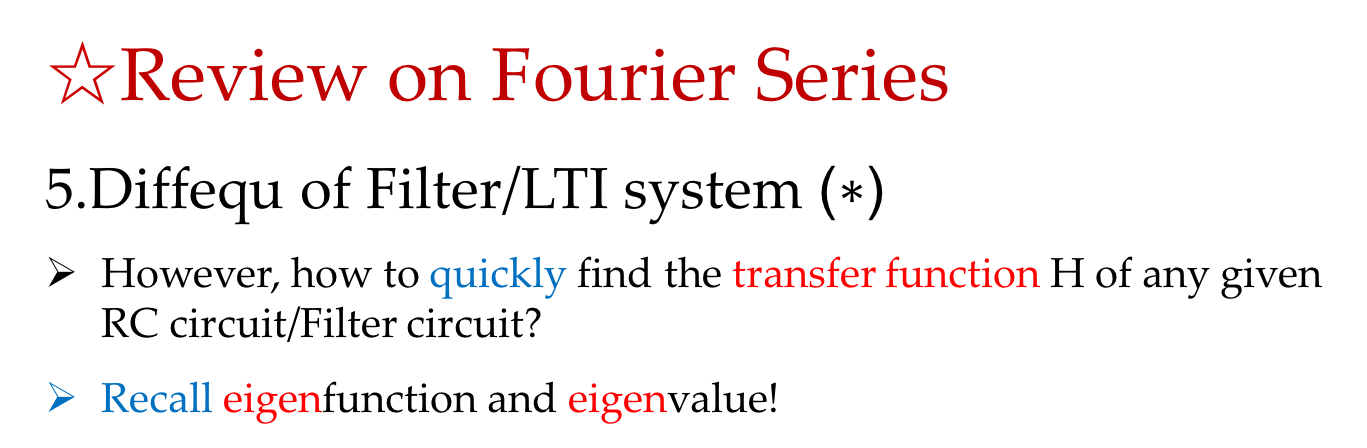 ☆Review on Fourier Series
5.Diffequ of Filter/LTI system (*)
➢ However, how to quickly find the transfer function H of any given
RC circuit/Filter circuit?
➢ Recall eigenfunction and eigenvalue!